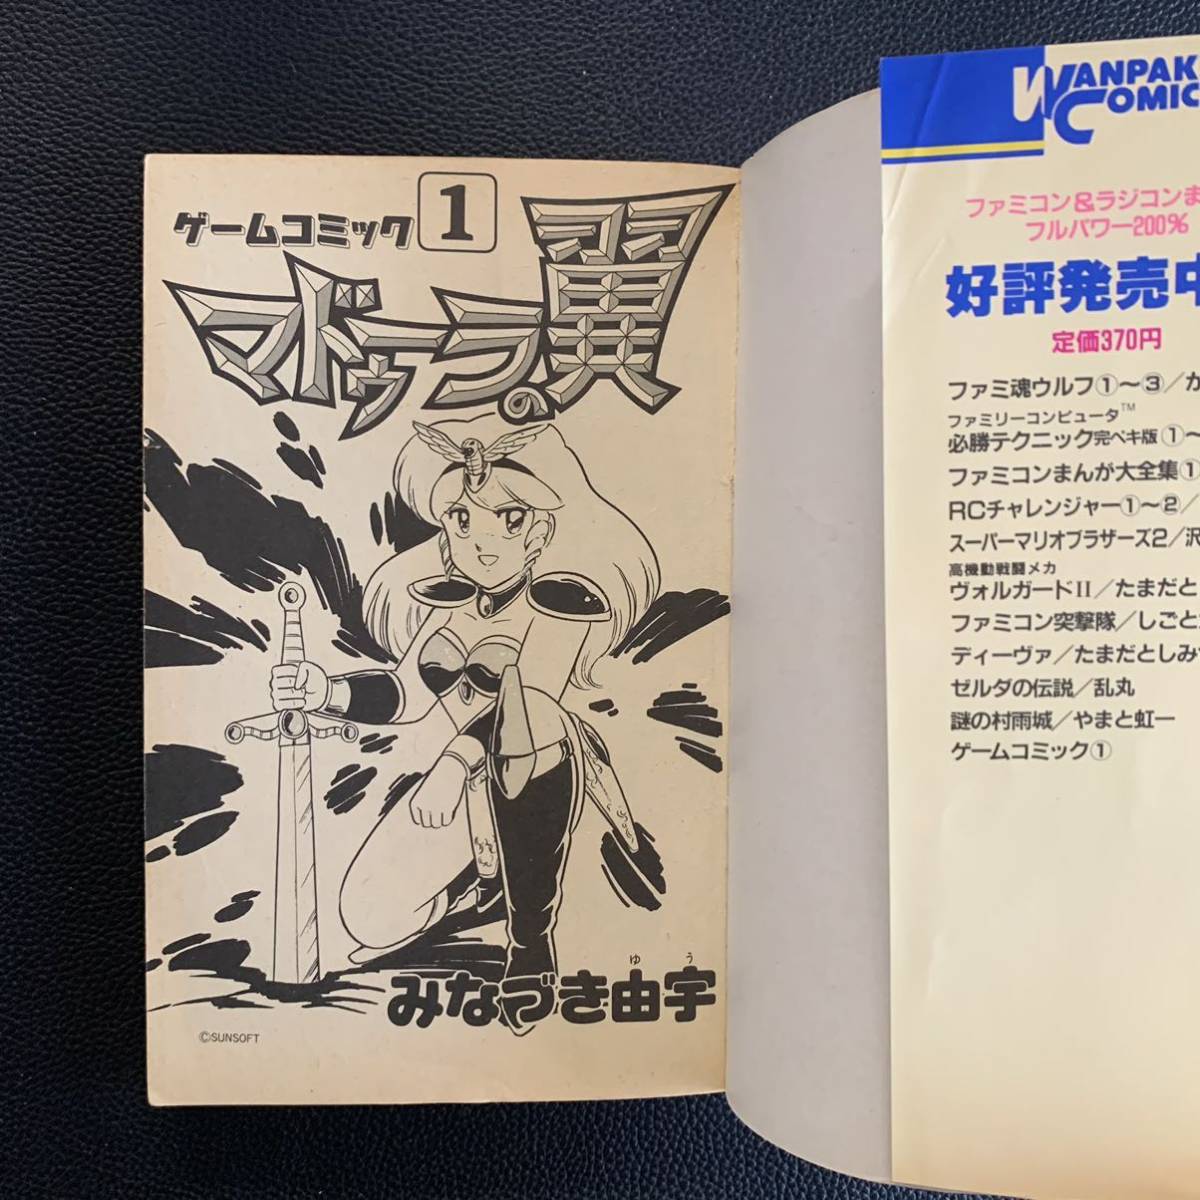 ゲームコミック1
マドゥーラの翼
みなづき由宇
ゆう
©SUNSOFT
WANPAK
COMIC
ファミコン&ラジコンま
フルパワー200%
好評発売中
定価370円
ファミ魂ウルフ①〜③/か
ファミリーコンピュータ™
必勝テクニック完ペキ版①〜
ファミコンまんが大全集①
RCチャレンジャー①〜②/
スーパーマリオブラザーズ2/沢
高機動戦闘メカ
ヴォルガードII/たまだと
ファミコン突撃隊/しごと
ディーヴァ/たまだとしみ
ゼルダの伝説/乱丸
謎の村雨城/やまと虹一
ゲームコミック①